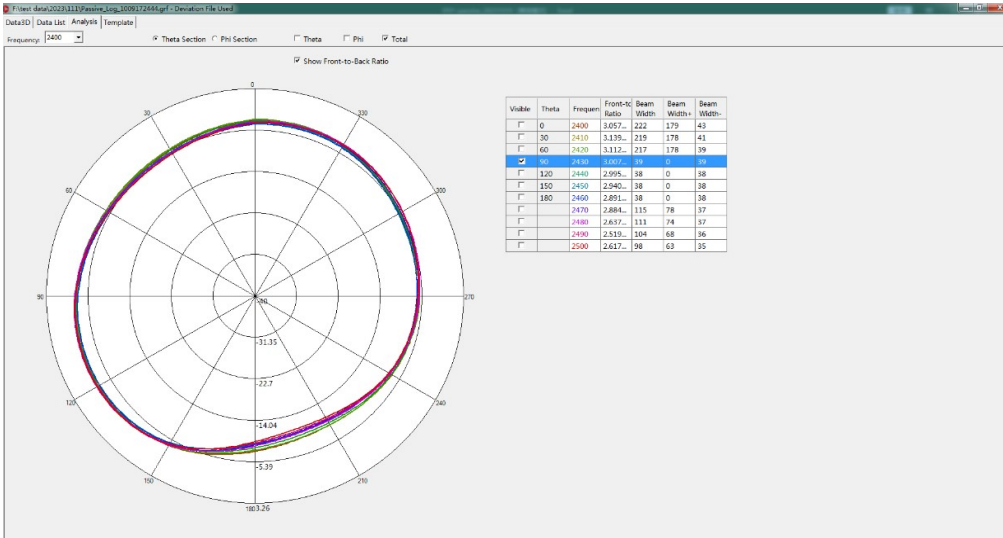 F:\test data\2023\111\Passive_Log_1009172444.grf - Deviation File Used
Data3D Data List Analysis Template
Frequency: 2400 Theta Section Phi Section Theta Phi Total
Show Front-to-Back Ratio
Visible Theta Frequen Front-to Ratio Beam Width Beam Width+ Beam Width-
0 2400 3.057... 222 179 43
30 2410 3.139... 219 178 41
60 2420 3.112... 217 178 39
90 2430 3.007... 39 0 39
120 2440 2.995... 38 0 38
150 2450 2.940... 38 0 38
180 2460 2.891... 38 0 38
2470 2.884... 115 78 37
2480 2.637... 111 74 37
2490 2.519... 104 68 36
2500 2.617... 98 63 35
0
30 330
60 300
90 -40 270
-31.35
-22.7
120 240
-14.04
-5.39
150 210
180 3.26